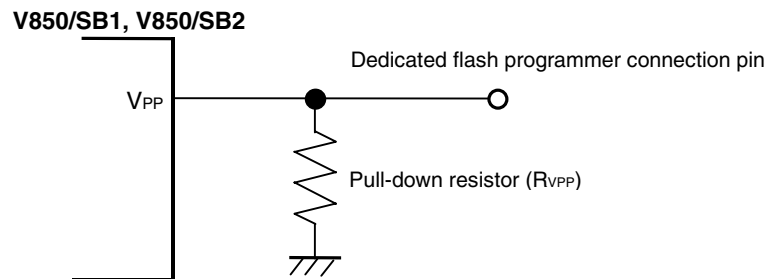 V850/SB1, V850/SB2
Dedicated flash programmer connection pin
VPP
Pull-down resistor (RVPP)